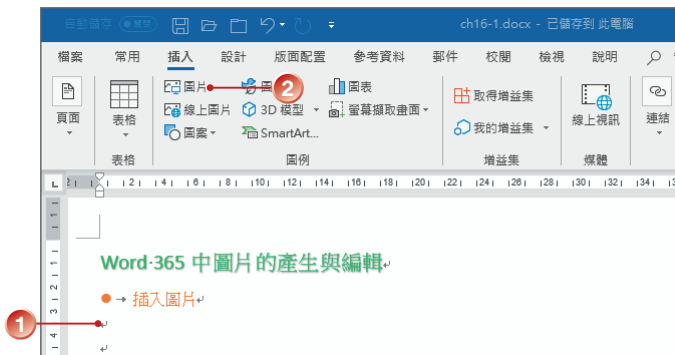 自動儲存 ch16-1.docx - 已儲存到 此電腦
檔案 常用 插入 設計 版面配置 參考資料 郵件 校閱 檢視 說明
圖片 2 圖表
取得增益集
頁面 表格 線上圖片 3D 模型 螢幕擷取畫面 線上視訊 連結
圖案 SmartArt... 我的增益集
表格 圖例 增益集 媒體
Word·365 中圖片的產生與編輯
插入圖片
1